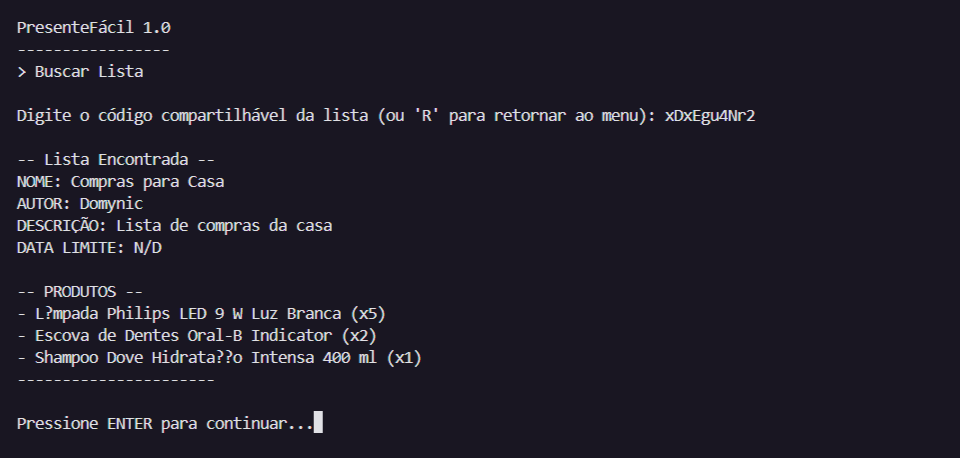 PresenteFácil 1.0
-----------------
> Buscar Lista
Digite o código compartilhável da lista (ou 'R' para retornar ao menu): xDxEgu4Nr2
-- Lista Encontrada --
NOME: Compras para Casa
AUTOR: Domynic
DESCRIÇÃO: Lista de compras da casa
DATA LIMITE: N/D
-- PRODUTOS --
- L?mpada Philips LED 9 W Luz Branca (x5)
- Escova de Dentes Oral-B Indicator (x2)
- Shampoo Dove Hidrata??o Intensa 400 ml (x1)
----------------------
Pressione ENTER para continuar...